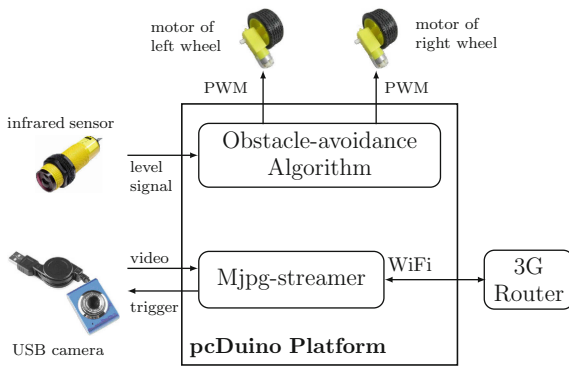 motor of
left wheel
motor of
right wheel
PWM
PWM
infrared sensor
level
signal
Obstacle-avoidance
Algorithm
video
trigger
Mjpg-streamer
WiFi
3G
Router
USB camera
pcDuino Platform